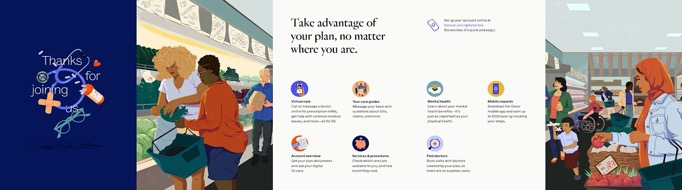 Thanks
for
joining
us
Take advantage of
your plan, no matter
where you are.
Set up your account online at
We worked it's quick and easy.)
Virtual care
Call or message a doctor
online for prescription refills,
get help with common medical
issues, and more—all for $0
Your care guides
Message your team with
questions about bills,
claims, and more.
Mental health
Learn about your mental
health benefits—it's
just as important as your
physical health.
Mobile rewards
Download the Oscar
mobile app and earn up
to $100/year by tracking
your steps.
Account overview
Get your plan documents
and see your digital
ID card.
Services & procedures
Check which ones are
available to you, and how
much they cost.
Find doctors
Book visits with doctors
covered by your plan, so
there are no surprise costs.